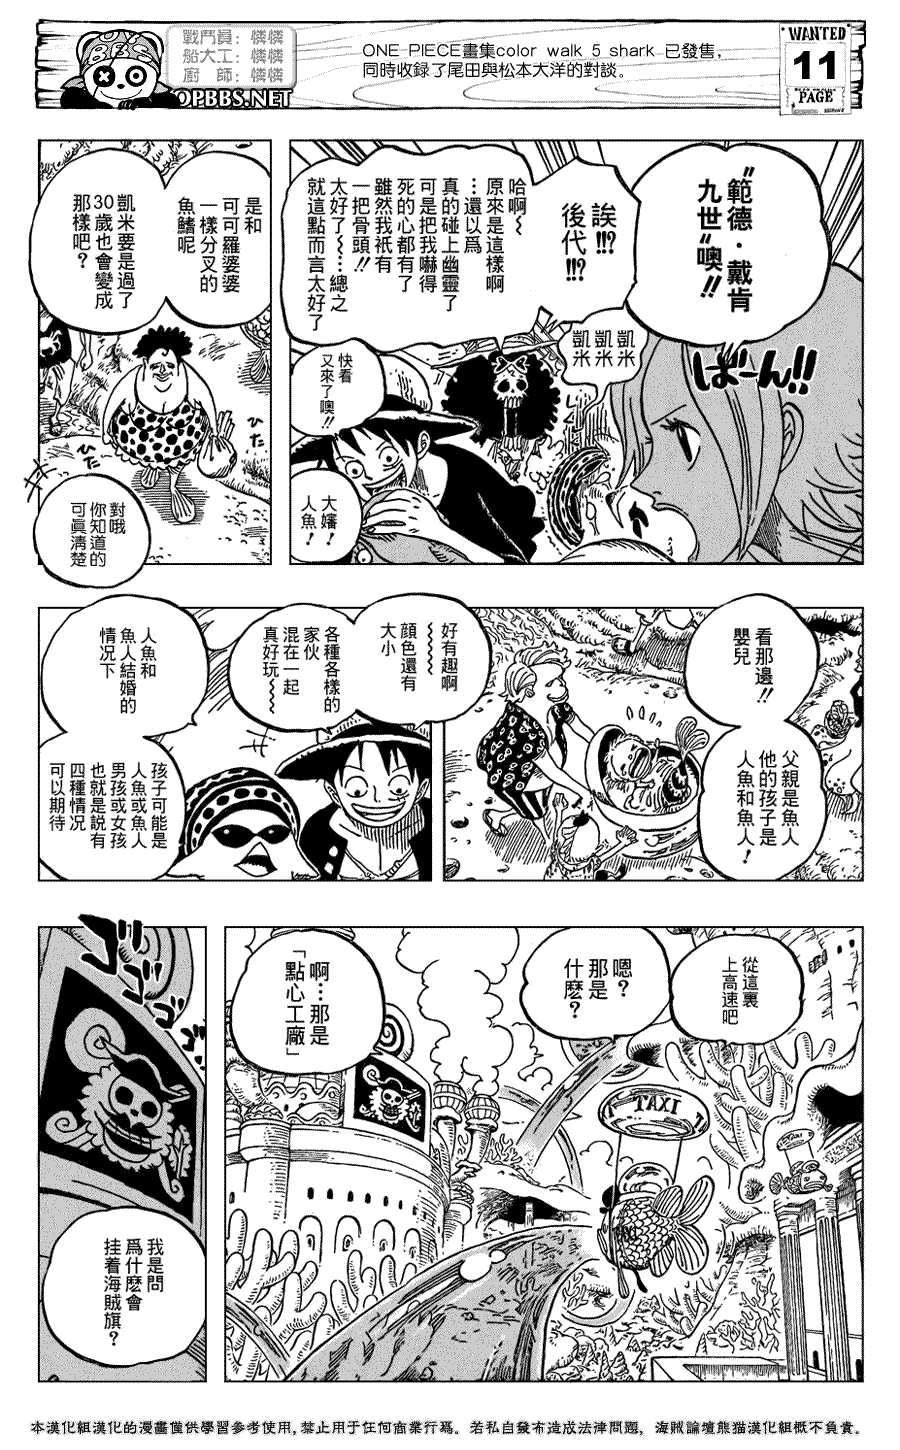 戰鬥員：憐憐
船大工：憐憐
廚　師：憐憐
OPBBS.NET
ONE PIECE畫集color walk 5 shark 已發售，
同時收録了尾田與松本大洋的對談。
WANTED
11
PAGE
“範德．戴肯
九世”噢!!
誒!!?
後代!!?
哈啊～
原來是這樣啊
…還以爲
真的碰上幽靈了
可是把我嚇得
死的心都有了
雖然我衹有
一把骨頭!!
太好了～……總之
就這點而言太好了
凱米
凱米
凱米
ばーん!!
快看
又來了噢!!
大嬸!
人魚!
是和
可可羅婆婆
一樣分叉的
魚鰭呢
凱米要是過了
30歲也會變成
那樣吧？
ひた
ひた
對哦
你知道的
可真清楚
看那邊!!
嬰兒
父親是魚人
他的孩子是
人魚和魚人！
好有趣啊
～
顔色還有
大小
各種各樣的
家伙
混在一起
真好玩～
人魚和
魚人結婚的
情況下
孩子可能是
人魚或魚人
男孩或女孩
也就是說有
四種情況
可以期待
從這裏
上高速吧
嗯？
那是
什麽？
啊…那是
「點心工廠」
TAXI
TAXI
我是問
爲什麽會
挂着海賊旗？
本漢化組漢化的漫畫僅供學習參考使用,禁止用于任何商業行爲。若私自發布造成法律問題，海賊論壇熊猫漢化組概不負責。